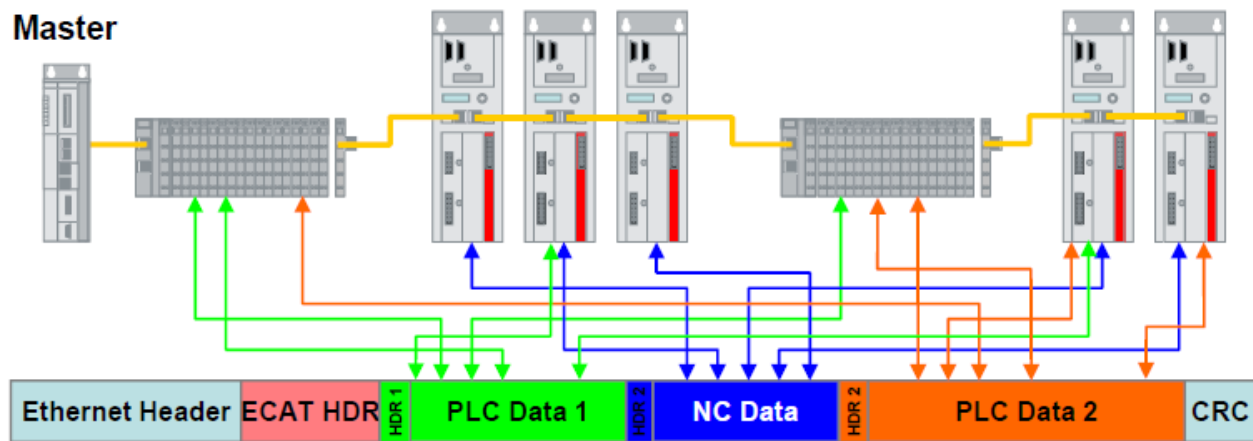 Master
Ethernet Header ECAT HDR HDR 1 PLC Data 1 HDR 2 NC Data HDR 2 PLC Data 2 CRC